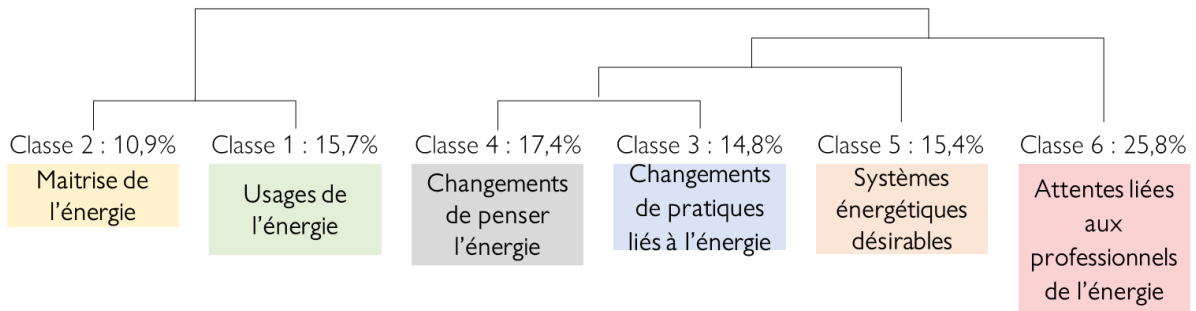 Classe 2 : 10,9%
Maitrise de
l'énergie
Classe 1 : 15,7%
Usages de
l'énergie
Classe 4 : 17,4%
Changements
de penser
l'énergie
Classe 3 : 14,8%
Changements
de pratiques
liés à l'énergie
Classe 5 : 15,4%
Systèmes
énergétiques
désirables
Classe 6 : 25,8%
Attentes liées
aux
professionnels
de l'énergie